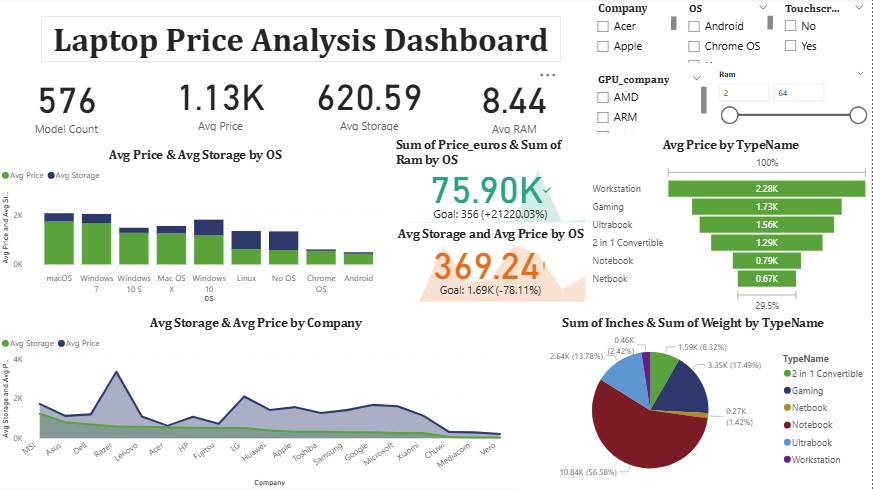 Laptop Price Analysis Dashboard
Company
Acer
Apple
OS
Android
Chrome OS
Touchscr...
No
Yes
GPU_company
AMD
ARM
Ram
2
64
576
Model Count
1.13K
Avg Price
620.59
Avg Storage
8.44
Avg RAM
Avg Price & Avg Storage by OS
Avg Price
Avg Storage
Avg Price and Avg St...
2K
0K
macOS
Windows
7
Windows
10 S
Mac OS
X
Windows
10
Linux
No OS
Chrome
OS
Android
OS
Sum of Price_euros & Sum of
Ram by OS
75.90K
Goal: 356 (+21220.03%)
Avg Storage and Avg Price by OS
369.24!
Goal: 1.69K (-78.11%)
Avg Price by TypeName
100%
Workstation
2.28K
Gaming
1.73K
Ultrabook
1.56K
2 in 1 Convertible
1.29K
Notebook
0.79K
Netbook
0.67K
29.5%
Avg Storage & Avg Price by Company
Avg Storage
Avg Price
Avg Storage and Avg P...
4K
2K
0K
MSI
Asus
Dell
Razer
Lenovo
Acer
HP
Fujitsu
LG
Huawei
Apple
Toshiba
Samsung
Google
Microsoft
Xiaomi
Chuwi
Mediacom
Vero
Company
Sum of Inches & Sum of Weight by TypeName
0.46K
(2.42%)
1.59K (8.32%)
2.64K (13.78%)
3.35K (17.49%)
0.27K
(1.42%)
10.84K (56.58%)
TypeName
2 in 1 Convertible
Gaming
Netbook
Notebook
Ultrabook
Workstation